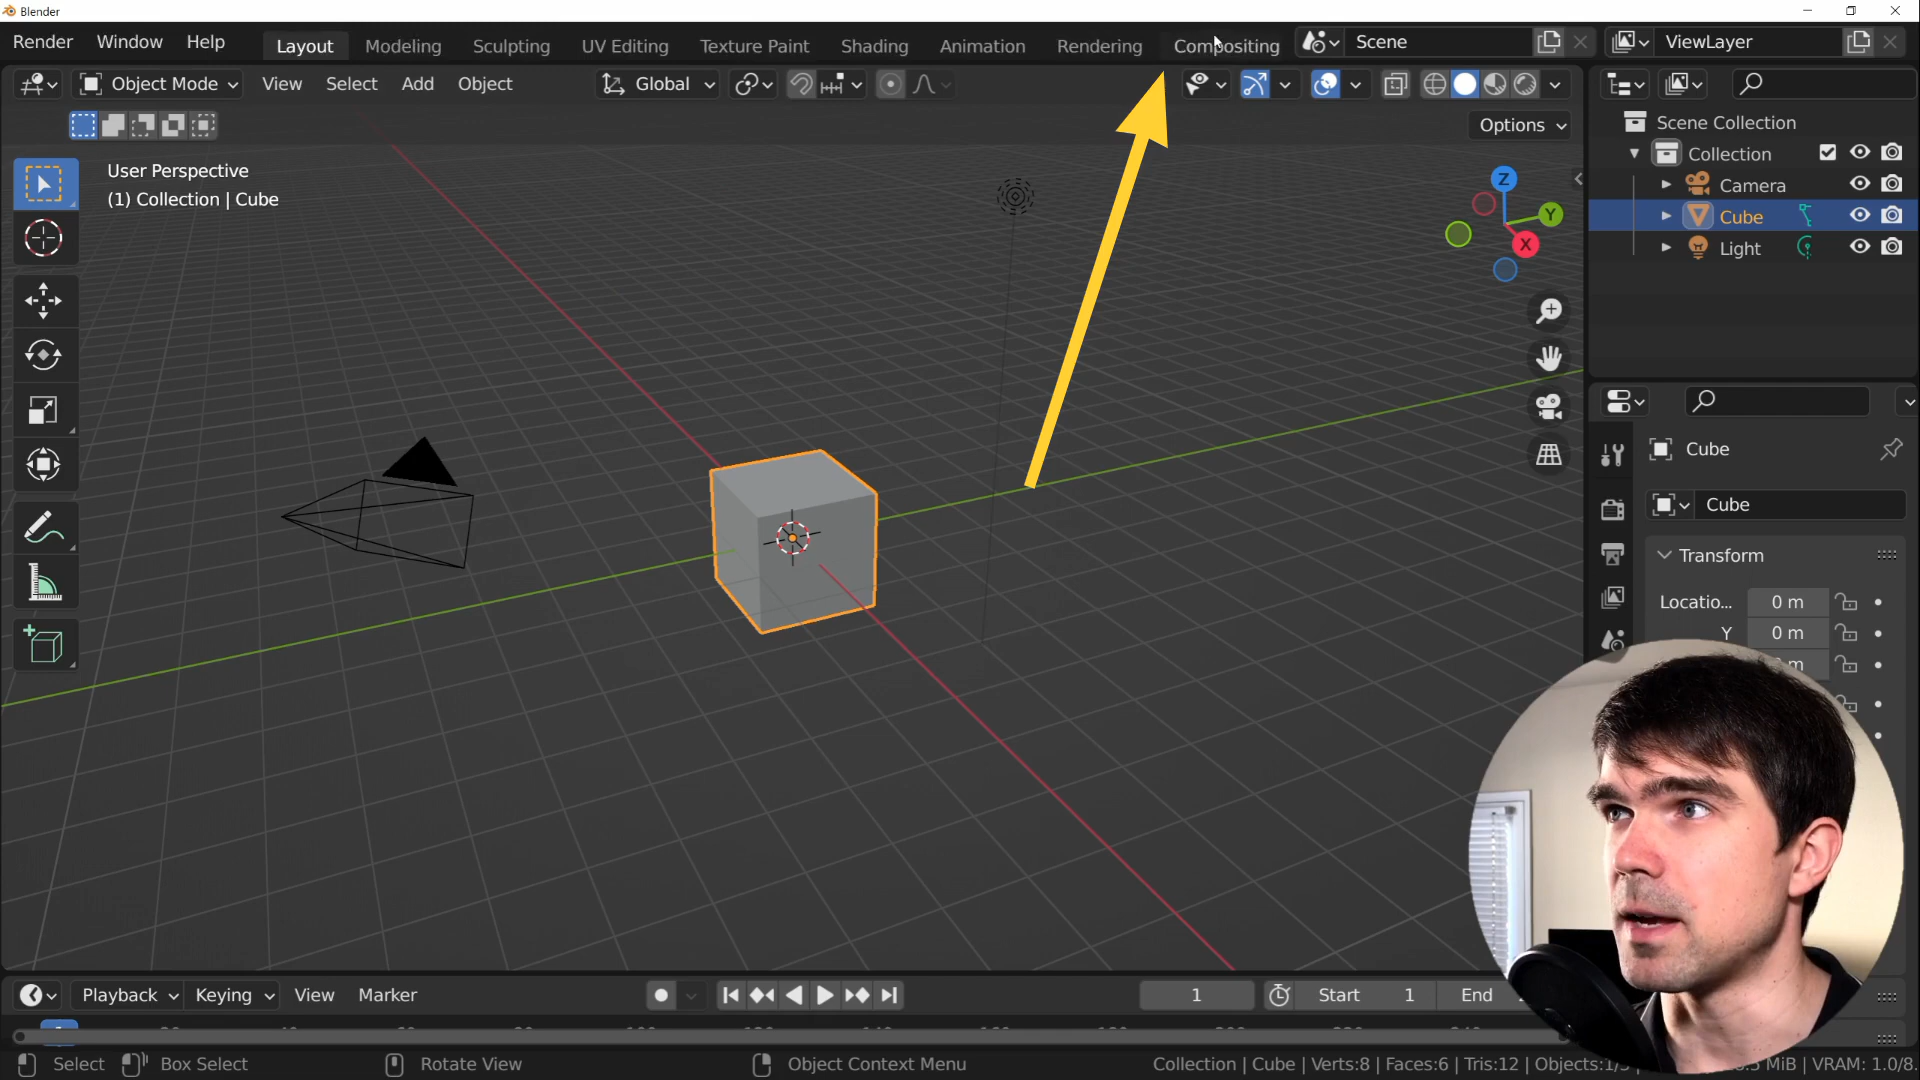 Blender
Render Window Help Layout Modeling Sculpting UV Editing Texture Paint Shading Animation Rendering Compositing Scene ViewLayer
Object Mode View Select Add Object Global
Options
User Perspective
(1) Collection | Cube
Z
Y
X
Scene Collection
Collection
Camera
Cube
Light
Cube
Cube
Transform
Locatio... 0 m
Y 0 m
m
Playback Keying View Marker 1 Start 1 End
Select Box Select Rotate View Object Context Menu Collection | Cube | Verts:8 | Faces:6 | Tris:12 | MiB | VRAM: 1.0/8.